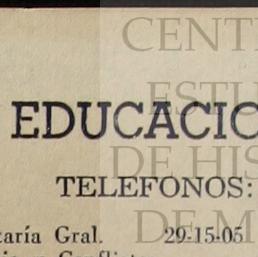 CENT
ESTU
EDUCACIO
DE HIS
TELEFONOS:
taría Gral. 29-15-05
DE M